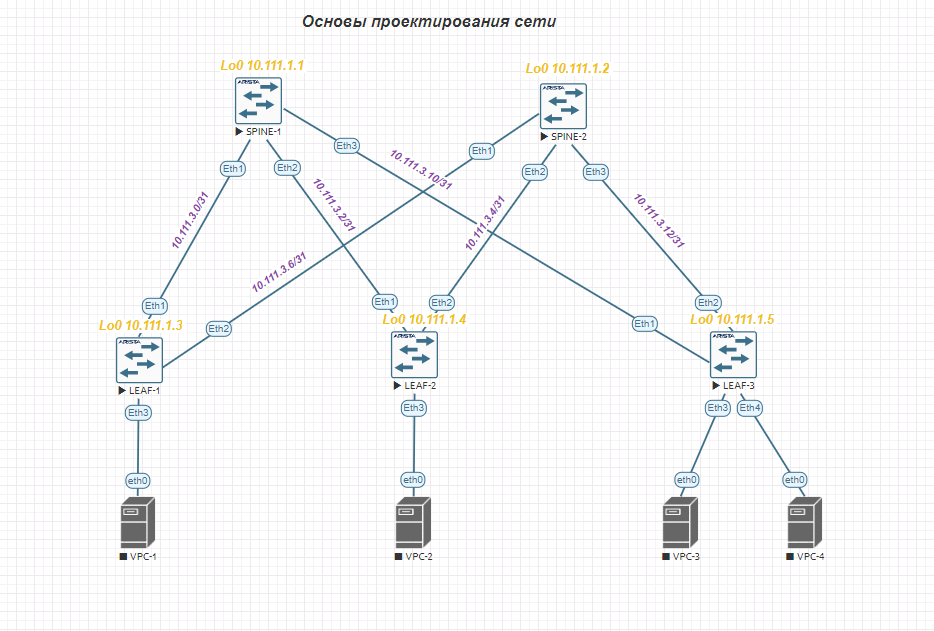 Основы проектирования сети
Lo0 10.111.1.1
Lo0 10.111.1.2
ARISTA
ARISTA
SPINE-1
SPINE-2
Eth3
Eth1
Eth1
Eth2
Eth2
Eth3
10.111.3.10/31
10.111.3.0/31
10.111.3.2/31
10.111.3.4/31
10.111.3.12/31
10.111.3.6/31
Eth1
Eth2
Eth1
Eth2
Eth1
Eth2
Lo0 10.111.1.3
Lo0 10.111.1.4
Lo0 10.111.1.5
ARISTA
ARISTA
ARISTA
LEAF-1
LEAF-2
LEAF-3
Eth3
Eth3
Eth3
Eth4
eth0
eth0
eth0
eth0
VPC-1
VPC-2
VPC-3
VPC-4